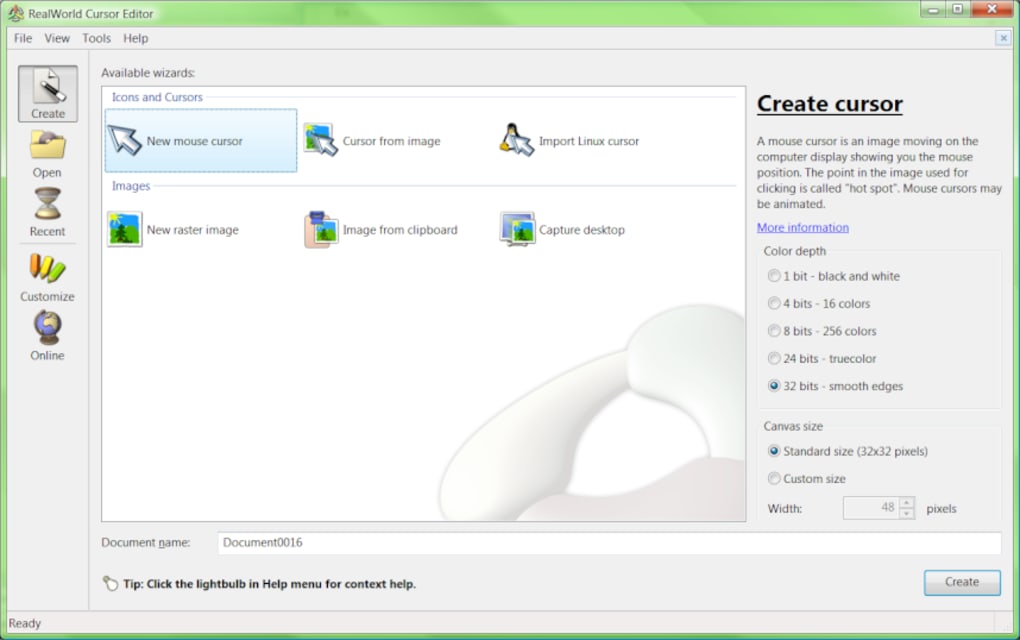 RealWorld Cursor Editor
File View Tools Help
Create
Open
Recent
Customize
Online
Available wizards:
Icons and Cursors
New mouse cursor
Cursor from image
Import Linux cursor
Images
New raster image
Image from clipboard
Capture desktop
Create cursor
A mouse cursor is an image moving on the
computer display showing you the mouse
position. The point in the image used for
clicking is called "hot spot". Mouse cursors may
be animated.
More information
Color depth
1 bit - black and white
4 bits - 16 colors
8 bits - 256 colors
24 bits - truecolor
32 bits - smooth edges
Canvas size
Standard size (32x32 pixels)
Custom size
Width: 48 pixels
Document name: Document0016
Tip: Click the lightbulb in Help menu for context help.
Create
Ready